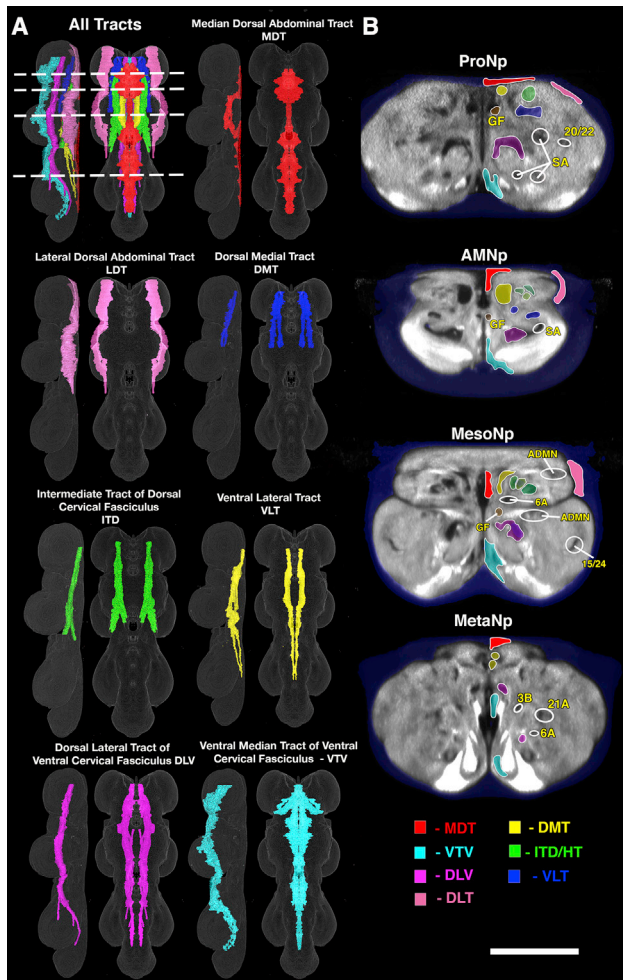 A
All Tracts
Median Dorsal Abdominal Tract
MDT
Lateral Dorsal Abdominal Tract
LDT
Dorsal Medial Tract
DMT
Intermediate Tract of Dorsal
Cervical Fasciculus
ITD
Ventral Lateral Tract
VLT
Dorsal Lateral Tract of
Ventral Cervical Fasciculus DLV
Ventral Median Tract of Ventral
Cervical Fasciculus - VTV
B
ProNp
GF
20/22
SA
AMNp
GF
SA
MesoNp
ADMN
6A
GF
ADMN
15/24
MetaNp
3B
21A
6A
- MDT
- DMT
- VTV
- ITD/HT
- DLV
- VLT
- DLT